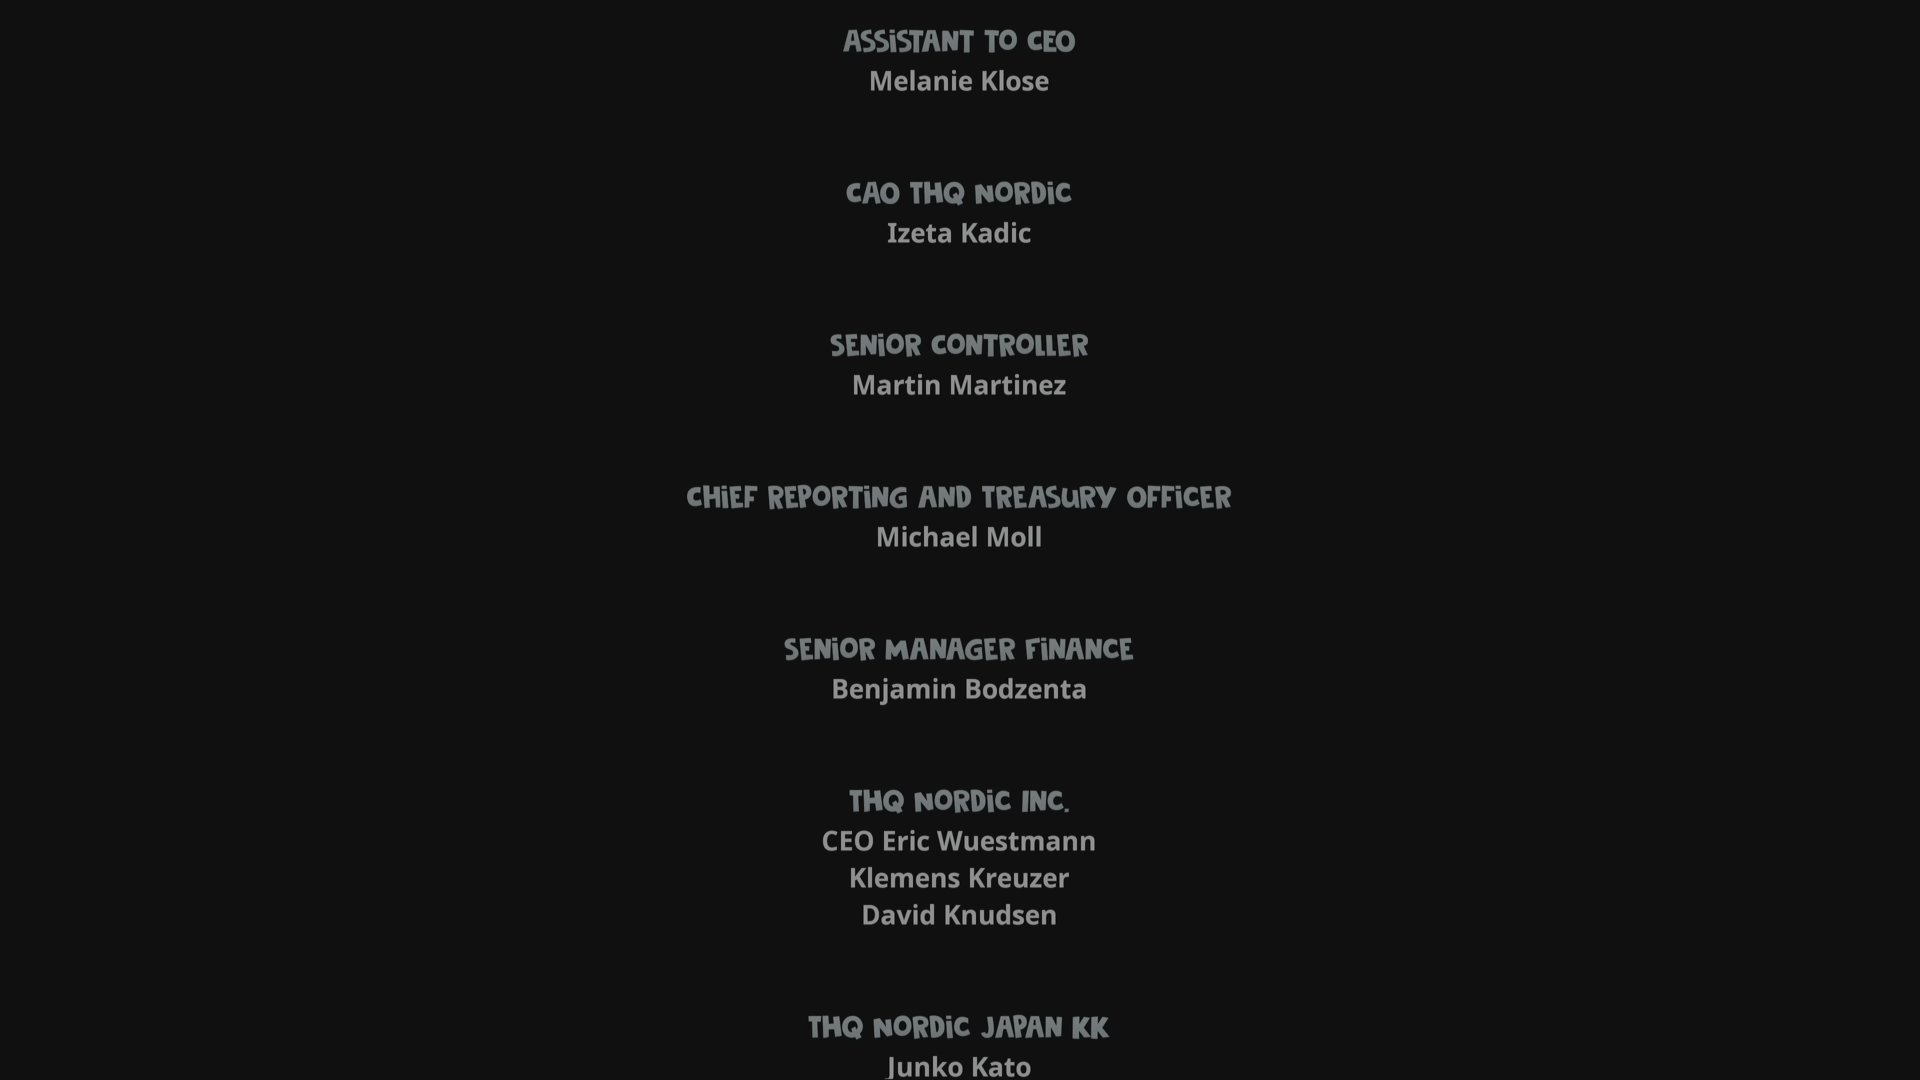 ASSISTANT TO CEO
Melanie Klose
CAO THQ NORDIC
Izeta Kadic
SENIOR CONTROLLER
Martin Martinez
CHIEF REPORTING AND TREASURY OFFICER
Michael Moll
SENIOR MANAGER FINANCE
Benjamin Bodzenta
THQ NORDIC INC.
CEO Eric Wuestmann
Klemens Kreuzer
David Knudsen
THQ NORDIC JAPAN KK
Junko Kato